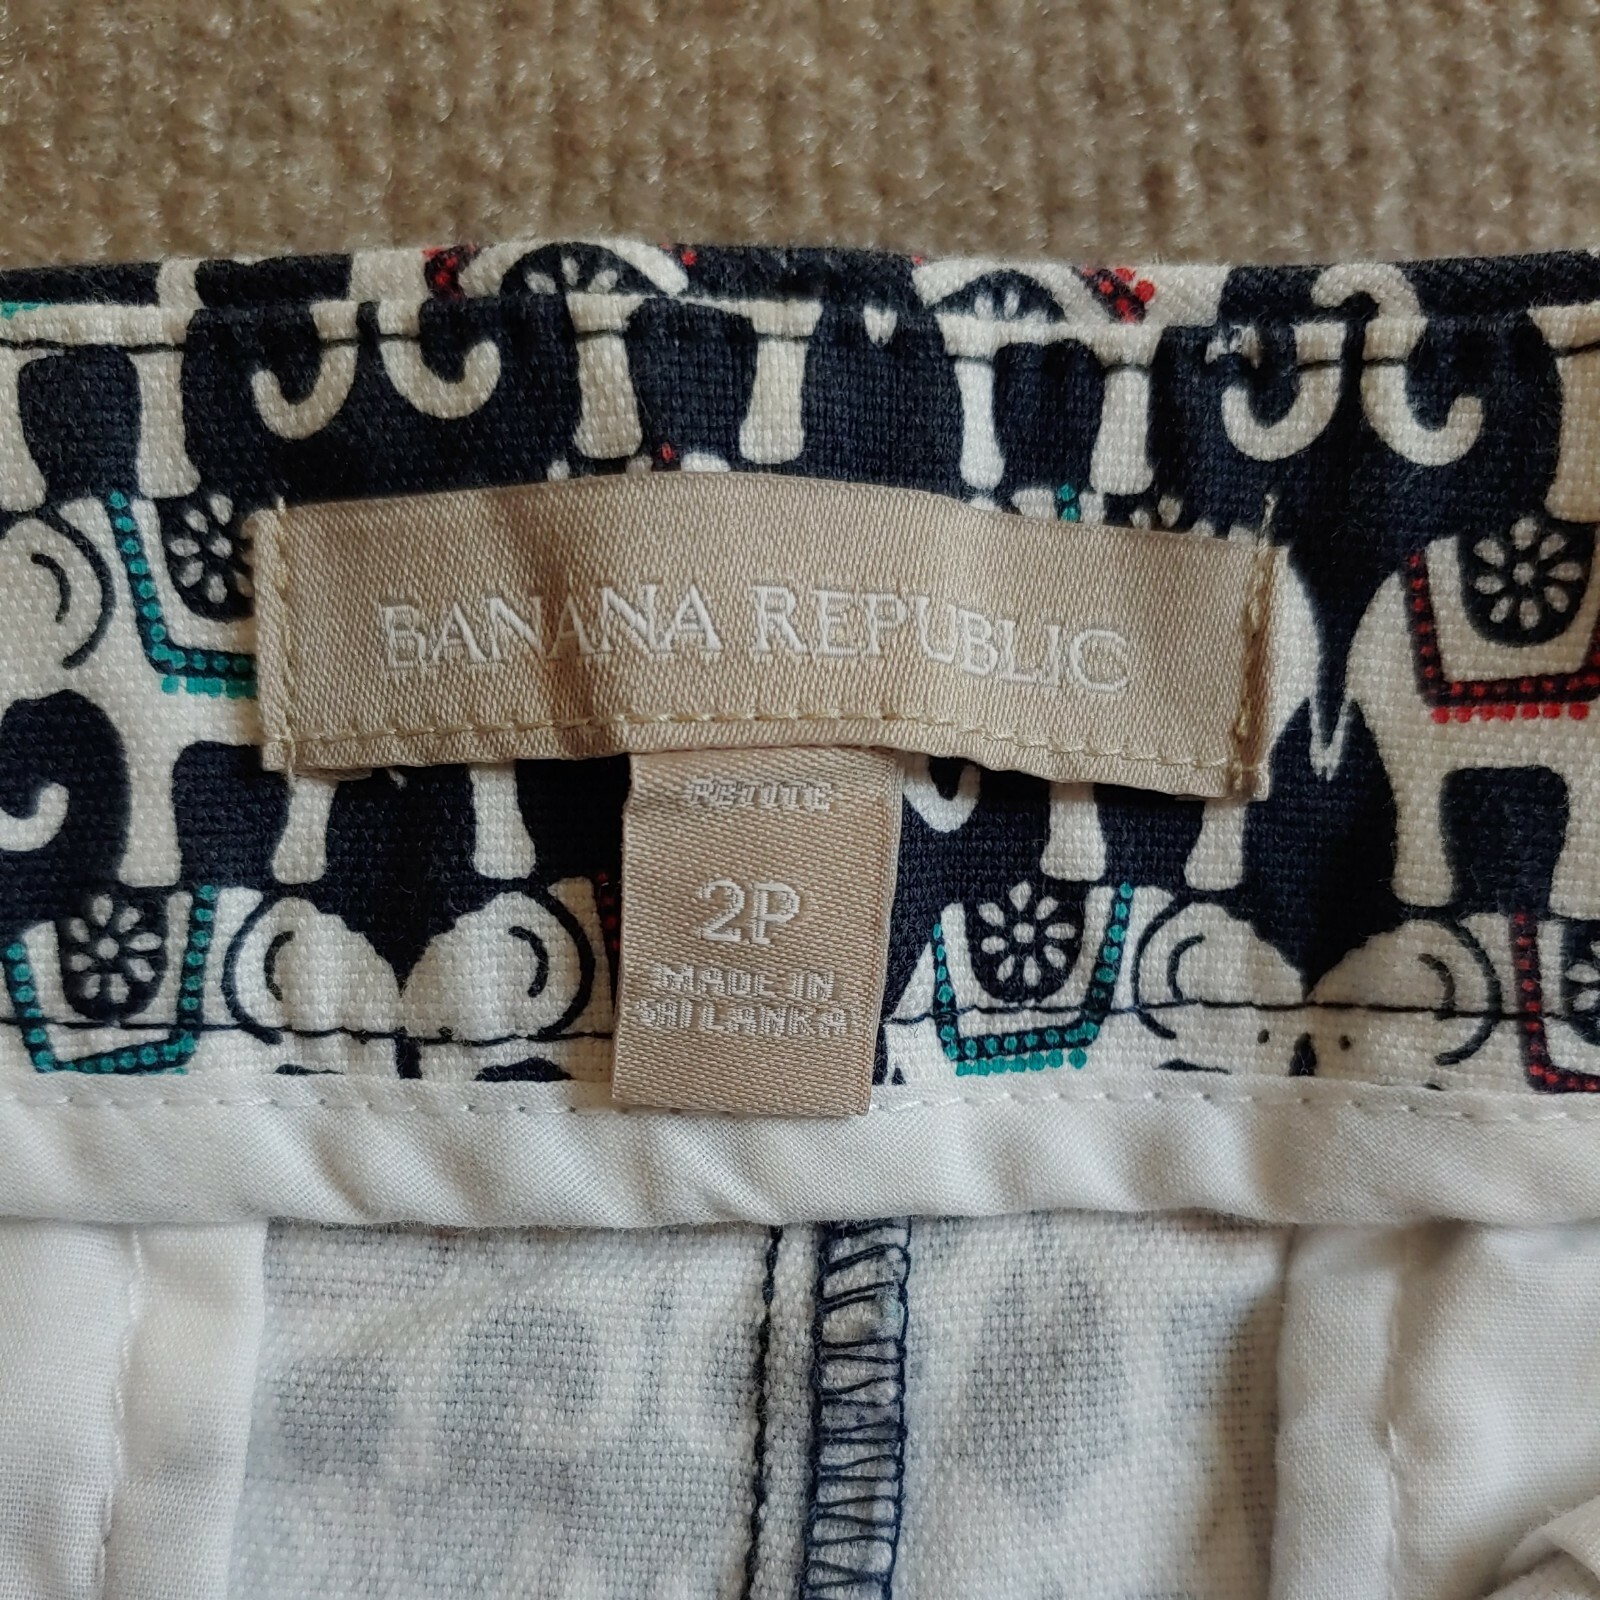 BANANA REPUBLIC
PETITE
2P
MADE IN
SRI LANKA